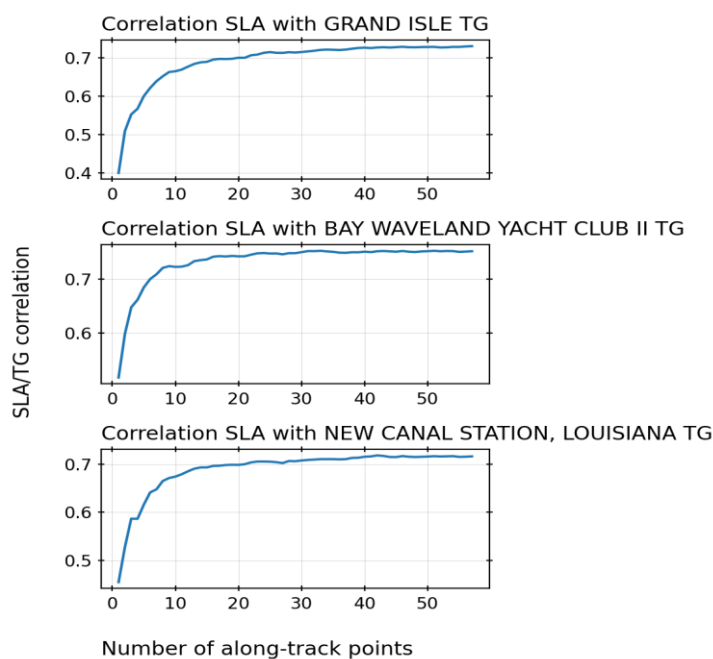 Correlation SLA with GRAND ISLE TG
0.7
0.6
0.5
0.4
0 10 20 30 40 50
Correlation SLA with BAY WAVELAND YACHT CLUB II TG
0.7
0.6
0 10 20 30 40 50
SLA/TG correlation
Correlation SLA with NEW CANAL STATION, LOUISIANA TG
0.7
0.6
0.5
0 10 20 30 40 50
Number of along-track points